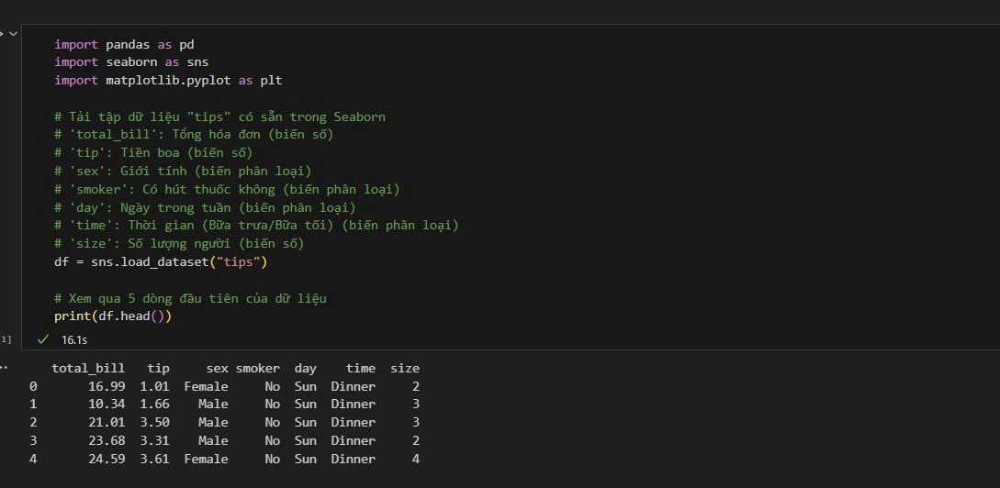 import pandas as pd
import seaborn as sns
import matplotlib.pyplot as plt
# Tải tập dữ liệu "tips" có sẵn trong Seaborn
# 'total_bill': Tổng hóa đơn (biến số)
# 'tip': Tiền boa (biến số)
# 'sex': Giới tính (biến phân loại)
# 'smoker': Có hút thuốc không (biến phân loại)
# 'day': Ngày trong tuần (biến phân loại)
# 'time': Thời gian (Bữa trưa/Bữa tối) (biến phân loại)
# 'size': Số lượng người (biến số)
df = sns.load_dataset("tips")
# Xem qua 5 dòng đầu tiên của dữ liệu
print(df.head())
1] 16.1s
total_bill tip sex smoker day time size
0 16.99 1.01 Female No Sun Dinner 2
1 10.34 1.66 Male No Sun Dinner 3
2 21.01 3.50 Male No Sun Dinner 3
3 23.68 3.31 Male No Sun Dinner 2
4 24.59 3.61 Female No Sun Dinner 4